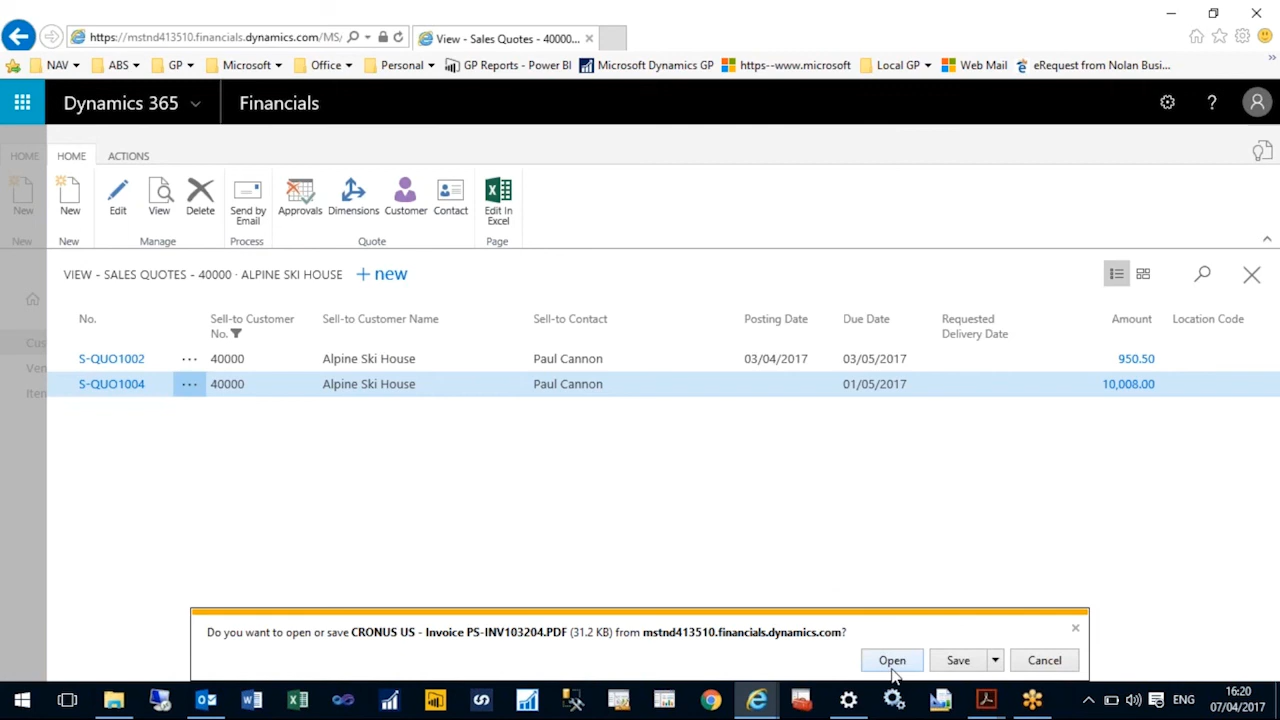 https://mstnd413510.financials.dynamics.com/MS/
View - Sales Quotes - 40000...
NAV
ABS
GP
Microsoft
Office
Personal
GP Reports - Power BI
Microsoft Dynamics GP
https--www.microsoft
Local GP
Web Mail
eRequest from Nolan Busi...
Dynamics 365
Financials
?
HOME
HOME
ACTIONS
New
New
Edit
View
Delete
Send by
Email
Approvals
Dimensions
Customer
Contact
Edit In
Excel
New
New
Manage
Process
Quote
Page
VIEW - SALES QUOTES - 40000 · ALPINE SKI HOUSE
+ new
No.
Sell-to Customer
No.
Sell-to Customer Name
Sell-to Contact
Posting Date
Due Date
Requested
Delivery Date
Amount
Location Code
Cus
Ven
Iten
S-QUO1002 ... 40000 Alpine Ski House Paul Cannon 03/04/2017 03/05/2017 950.50
S-QUO1004 ... 40000 Alpine Ski House Paul Cannon 01/05/2017 10,008.00
Do you want to open or save CRONUS US - Invoice PS-INV103204.PDF (31.2 KB) from mstnd413510.financials.dynamics.com?
Open
Save
Cancel
ENG
16:20
07/04/2017